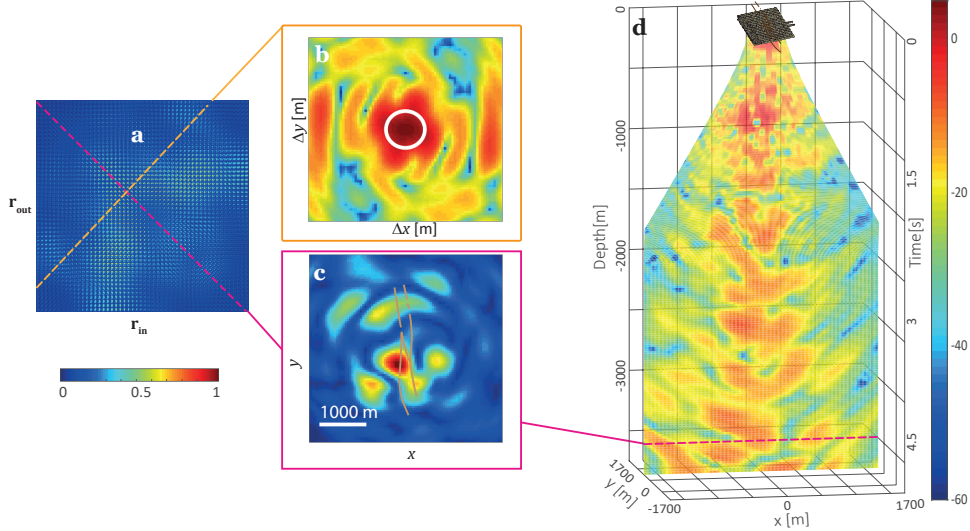 a
r_out
r_in
0 0.5 1
b
Δy [m]
Δx [m]
c
y
1000 m
x
d
0
-1000
-2000
-3000
Depth[m]
0
1.5
3
4.5
Time[s]
1700
0
-1700
y [m]
0
1700
x [m]
0
-20
-40
-60